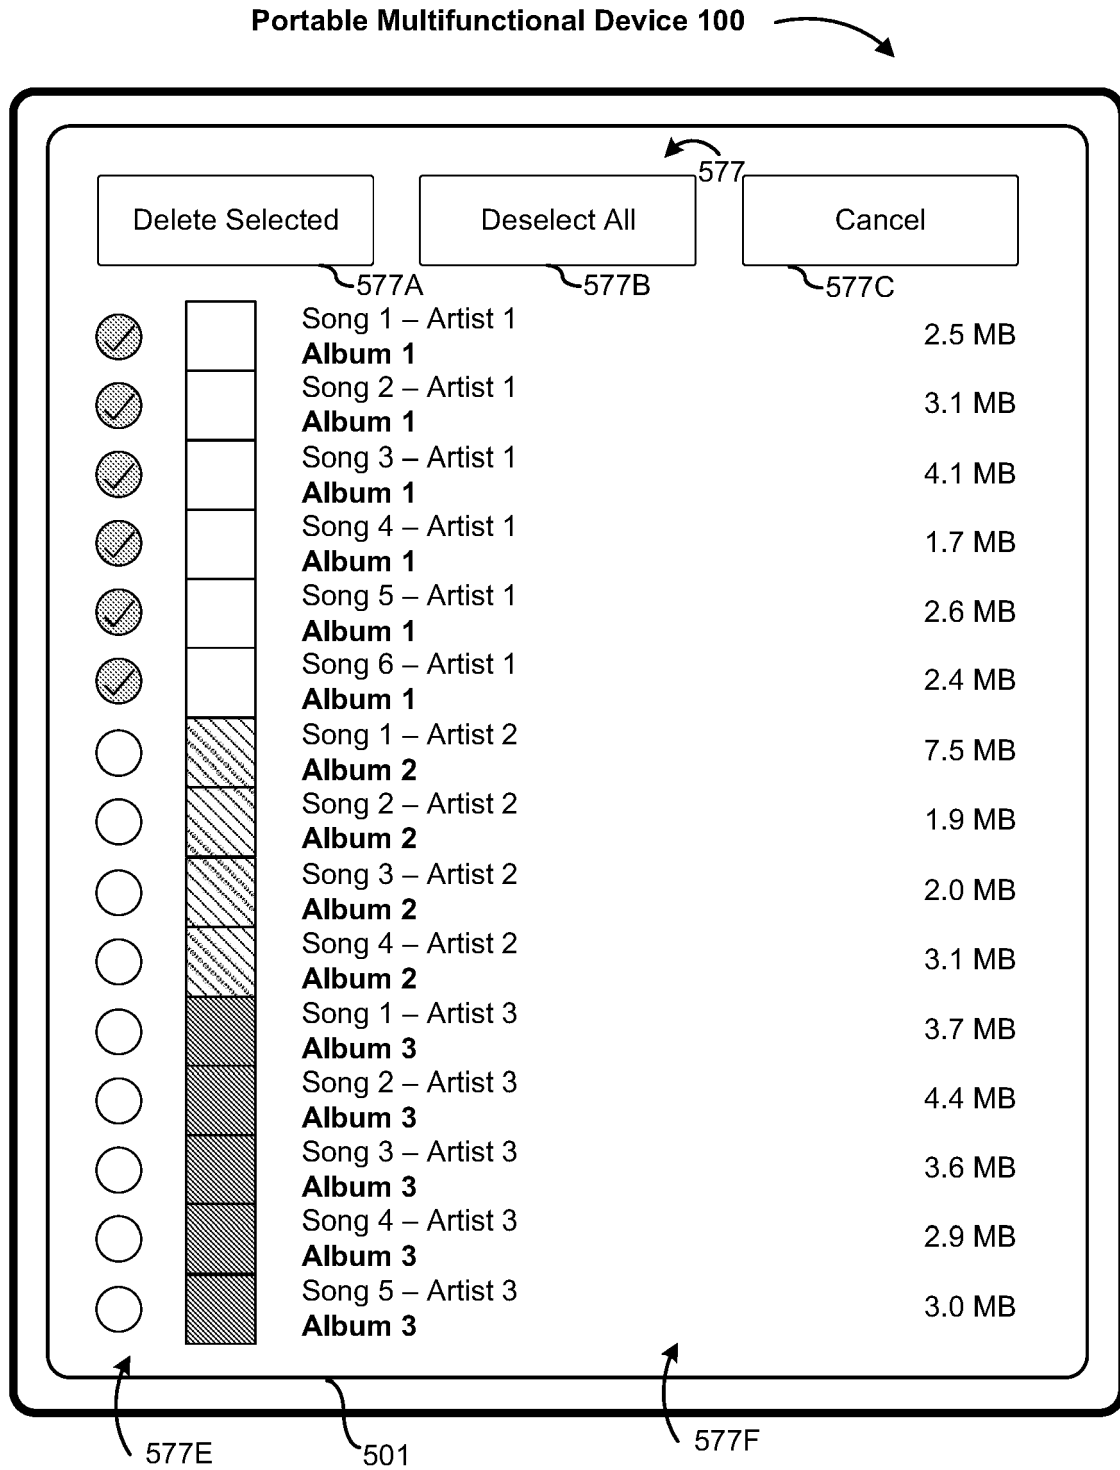 Portable Multifunctional Device 100
577
Delete Selected
Deselect All
Cancel
577A
577B
577C
Song 1 – Artist 1
Album 1
2.5 MB
Song 2 – Artist 1
Album 1
3.1 MB
Song 3 – Artist 1
Album 1
4.1 MB
Song 4 – Artist 1
Album 1
1.7 MB
Song 5 – Artist 1
Album 1
2.6 MB
Song 6 – Artist 1
Album 1
2.4 MB
Song 1 – Artist 2
Album 2
7.5 MB
Song 2 – Artist 2
Album 2
1.9 MB
Song 3 – Artist 2
Album 2
2.0 MB
Song 4 – Artist 2
Album 2
3.1 MB
Song 1 – Artist 3
Album 3
3.7 MB
Song 2 – Artist 3
Album 3
4.4 MB
Song 3 – Artist 3
Album 3
3.6 MB
Song 4 – Artist 3
Album 3
2.9 MB
Song 5 – Artist 3
Album 3
3.0 MB
577E
501
577F